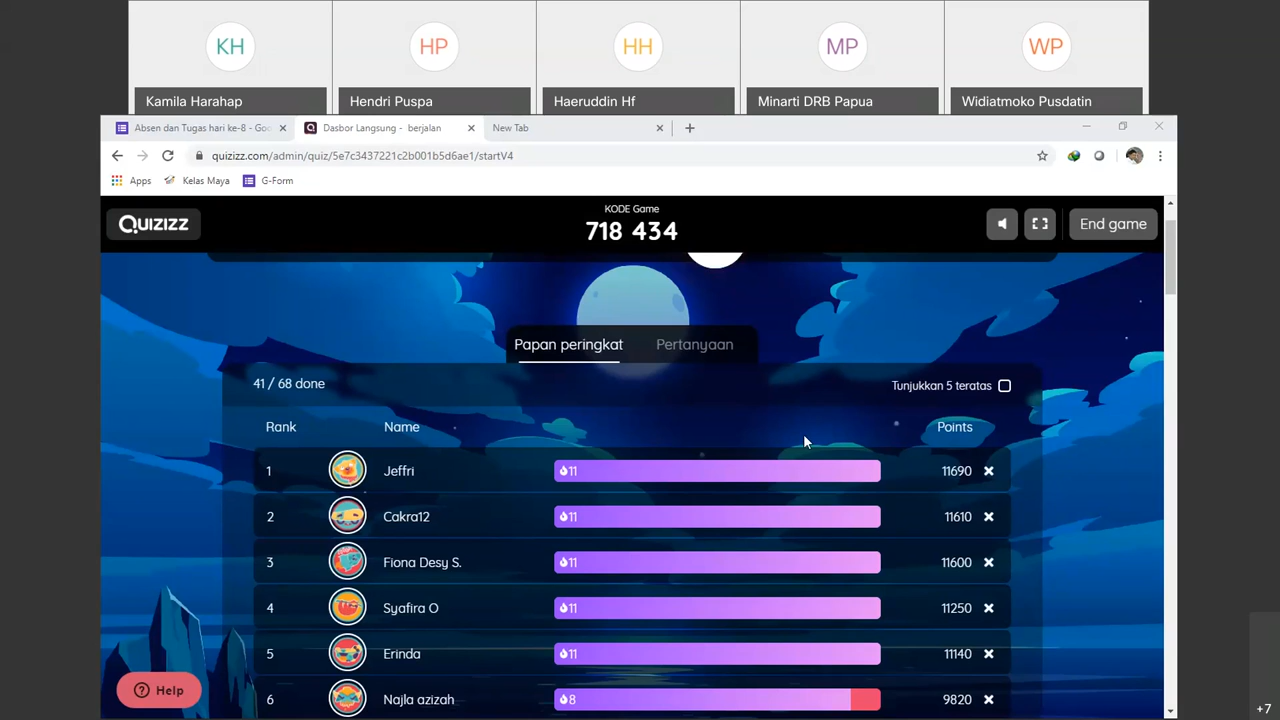 KH
HP
HH
MP
WP
Kamila Harahap
Hendri Puspa
Haeruddin Hf
Minarti DRB Papua
Widiatmoko Pusdatin
Absen dan Tugas hari ke-8 - Goo
Dasbor Langsung - berjalan
New Tab
quizizz.com/admin/quiz/5e7c3437221c2b001b5d6ae1/startV4
Apps
Kelas Maya
G-Form
QUIZIZZ
KODE Game
718 434
End game
Papan peringkat
Pertanyaan
41 / 68 done
Tunjukkan 5 teratas
Rank Name Points
1 Jeffri 11 11690
2 Cakra12 11 11610
3 Fiona Desy S. 11 11600
4 Syafira O 11 11250
5 Erinda 11 11140
6 Najla azizah 8 9820
Help
+7